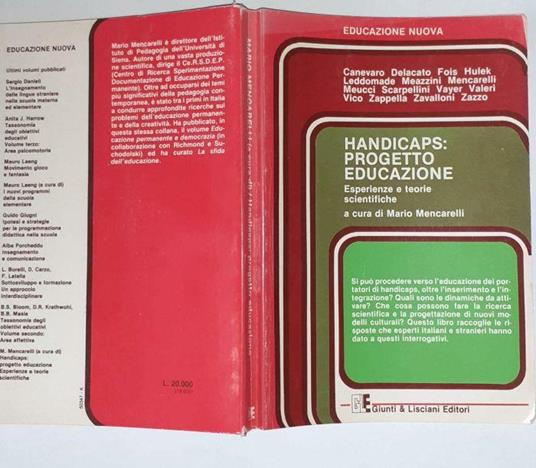 EDUCAZIONE NUOVA
Ultimi volumi pubblicati
Sergio Danieli
L'insegnamento
delle lingue straniere
nella scuola materna
ed elementare
Anita J. Harrow
Tassonomia
degli obiettivi
educativi
Volume terzo:
Area psicomotoria
Mauro Laeng
Movimento gioco
e fantasia
Mauro Laeng (a cura di)
I nuovi programmi
della scuola
elementare
Guido Giugni
Ipotesi e strategie
per la programmazione
didattica nella scuola
Albe Porcheddu
Insegnamento
e comunicazione
L. Borelli, D. Carzo,
F. Latella
Sottosviluppo e formazione
Un approccio
interdisciplinare
B.S. Bloom, D.R. Krathwohl,
B.B. Masia
Tassonomia degli
obiettivi educativi
Volume secondo:
Area affettiva
M. Mencarelli (a cura di)
Handicaps:
progetto educazione
Esperienze e teorie
scientifiche
Mario Mencarelli è direttore dell'Isti-
tuto di Pedagogia dell'Università di
Siena. Autore di una vasta produzio-
ne scientifica, dirige il Ce.R.S.D.E.P.
(Centro di Ricerca Sperimentazione
Documentazione di Educazione Per-
manente). Oltre ad occuparsi dei temi
più significativi della pedagogia con-
temporanea, è stato tra i primi in Italia
a condurre approfondite ricerche sui
problemi dell'educazione permanen-
te e della creatività. Ha pubblicato, in
questa stessa collana, il volume Edu-
cazione permanente e democrazia (in
collaborazione con Richmond e Su-
chodolski) ed ha curato La sfida
dell'educazione.
L. 20.000
MARIO MENCARELLI (a cura di) / Handicaps: progetto educazione
EDUCAZIONE NUOVA
Canevaro Delacato Fois Hulek
Leddomade Meazzini Mencarelli
Meucci Scarpellini Vayer Valeri
Vico Zappella Zavalloni Zazzo
HANDICAPS:
PROGETTO
EDUCAZIONE
Esperienze e teorie
scientifiche
a cura di Mario Mencarelli
Si può procedere verso l'educazione dei por-
tatori di handicaps, oltre l'inserimento e l'in-
tegrazione? Quali sono le dinamiche da atti-
vare? Che cosa possono fare la ricerca
scientifica e la progettazione di nuovi mo-
delli culturali? Questo libro raccoglie le ri-
sposte che esperti italiani e stranieri hanno
dato a questi interrogativi.
Giunti & Lisciani Editori